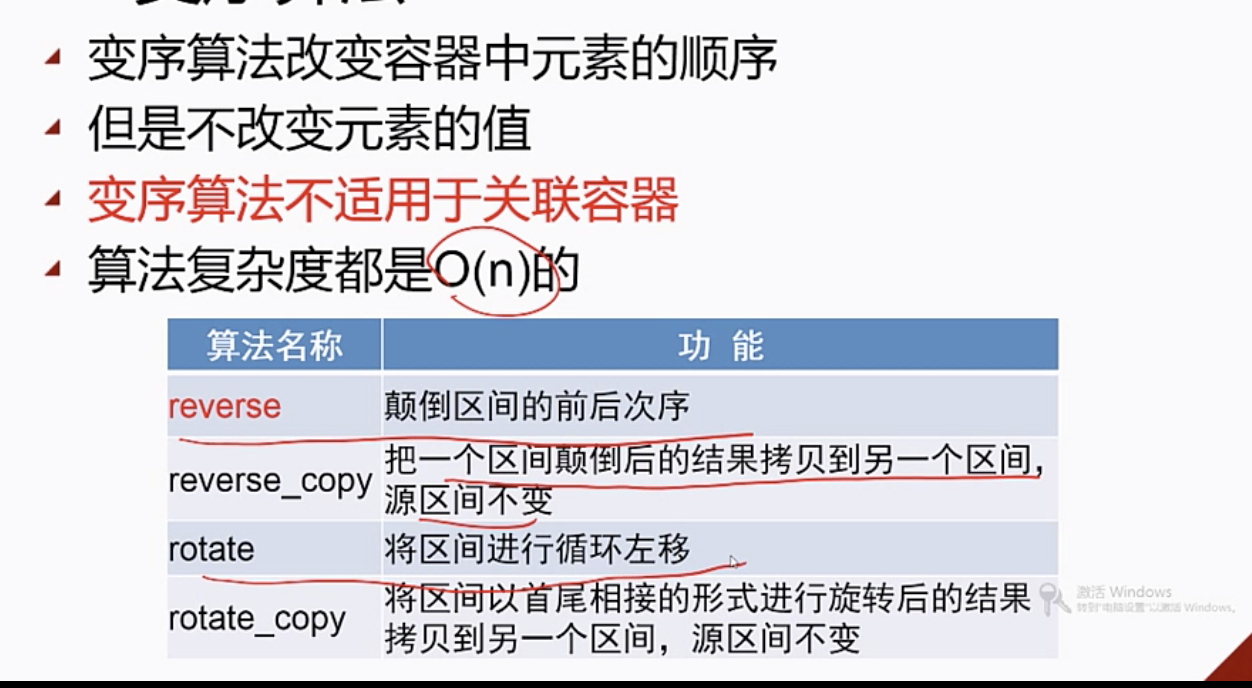 变序算法改变容器中元素的顺序
但是不改变元素的值
变序算法不适用于关联容器
算法复杂度都是O(n)的
算法名称 功 能
reverse 颠倒区间的前后次序
reverse_copy 把一个区间颠倒后的结果拷贝到另一个区间，
源区间不变
rotate 将区间进行循环左移
rotate_copy 将区间以首尾相接的形式进行旋转后的结果
拷贝到另一个区间，源区间不变
激活 Windows
转到"电脑设置"以激活 Windows。